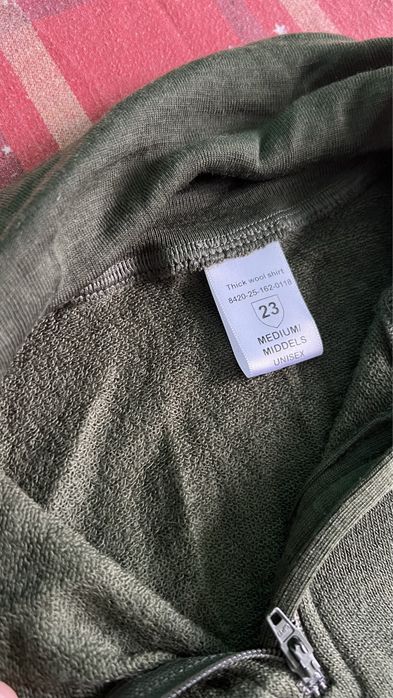 Thick wool shirt
8420-25-162-0118
23
MEDIUM/
MIDDELS
UNISEX